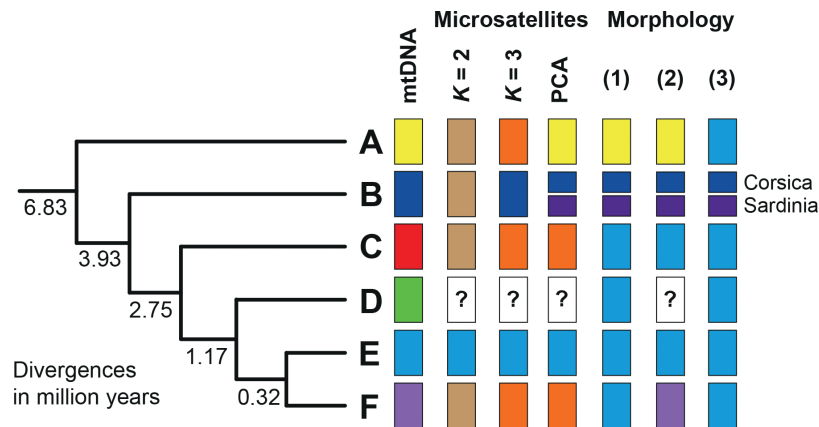 Microsatellites Morphology
mtDNA K = 2 K = 3 PCA (1) (2) (3)
A
B Corsica
Sardinia
C
D ? ? ? ?
E
F
6.83
3.93
2.75
1.17
0.32
Divergences
in million years